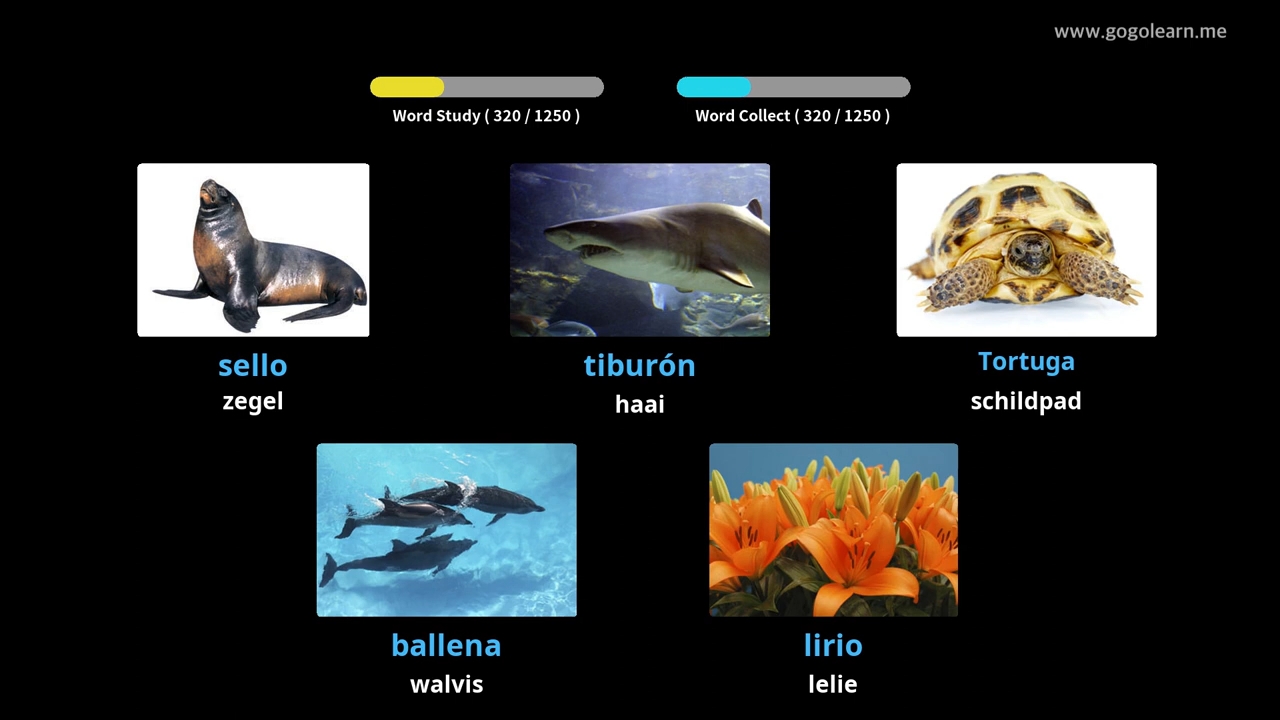 www.gogolearn.me
Word Study ( 320 / 1250 )
Word Collect ( 320 / 1250 )
sello
zegel
tiburón
haai
Tortuga
schildpad
ballena
walvis
lirio
lelie